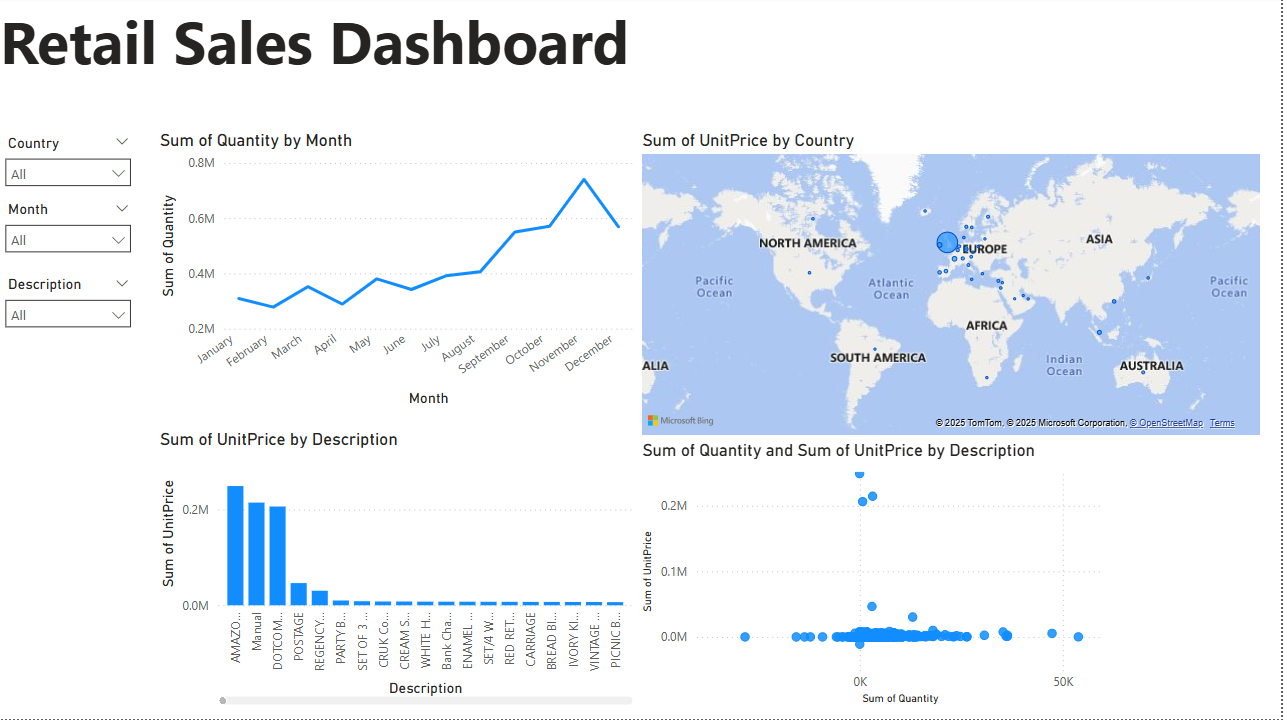 Retail Sales Dashboard
Country
All
Month
All
Description
All
Sum of Quantity by Month
Sum of Quantity
0.8M
0.6M
0.4M
0.2M
January
February
March
April
May
June
July
August
September
October
November
December
Month
Sum of UnitPrice by Country
NORTH AMERICA
EUROPE
ASIA
Pacific
Ocean
Atlantic
Ocean
Pacific
Ocean
AFRICA
SOUTH AMERICA
Indian
Ocean
ALIA
AUSTRALIA
Microsoft Bing
© 2025 TomTom, © 2025 Microsoft Corporation, © OpenStreetMap Terms
Sum of UnitPrice by Description
Sum of UnitPrice
0.2M
0.0M
AMAZO...
Manual
DOTCOM...
POSTAGE
REGENCY...
PARTY B...
SET OF 3 ...
CRUK Co...
CREAM S...
WHITE H...
Bank Cha...
ENAMEL ...
SET/4 W...
RED RET...
CARRIAGE
BREAD BI...
IVORY KI...
VINTAGE ...
PICNIC B...
Description
Sum of Quantity and Sum of UnitPrice by Description
Sum of UnitPrice
0.2M
0.1M
0.0M
0K
50K
Sum of Quantity